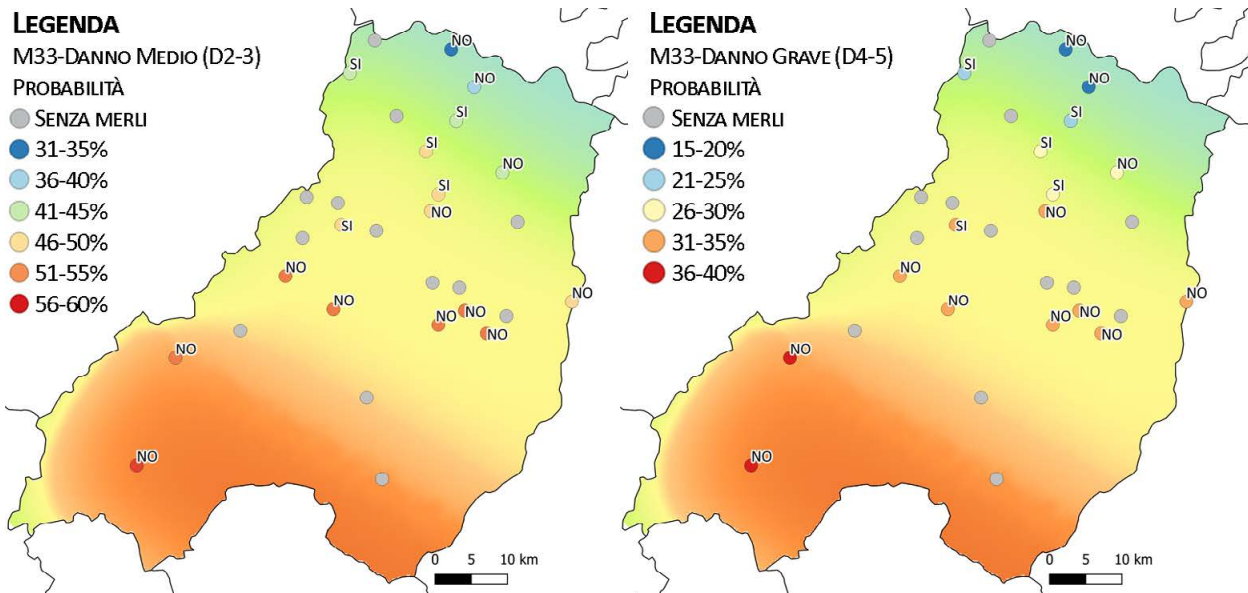 LEGENDA
M33-DANNO MEDIO (D2-3)
PROBABILITÀ
SENZA MERLI
31-35%
36-40%
41-45%
46-50%
51-55%
56-60%
NO
SI
NO
SI
SI
NO
SI
NO
SI
NO
NO
NO
NO
NO
NO
NO
NO
0 5 10 km
LEGENDA
M33-DANNO GRAVE (D4-5)
PROBABILITÀ
SENZA MERLI
15-20%
21-25%
26-30%
31-35%
36-40%
NO
SI
NO
SI
SI
NO
SI
NO
SI
NO
NO
NO
NO
NO
NO
NO
NO
0 5 10 km